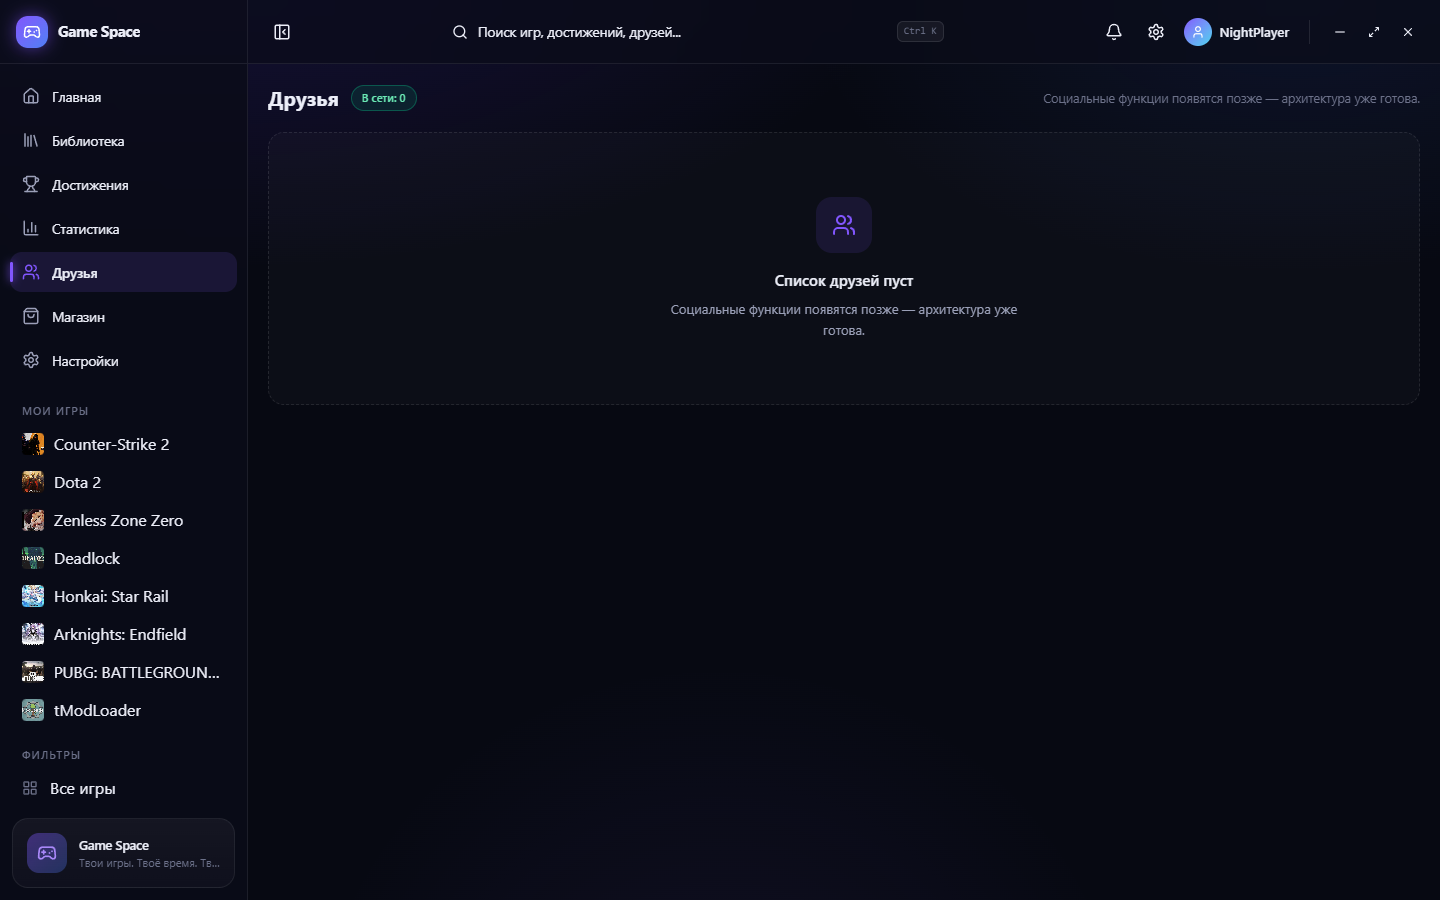 Game Space
Поиск игр, достижений, друзей...
Ctrl K
NightPlayer
Главная
Библиотека
Достижения
Статистика
Друзья
Магазин
Настройки
МОИ ИГРЫ
Counter-Strike 2
Dota 2
Zenless Zone Zero
Deadlock
Honkai: Star Rail
Arknights: Endfield
PUBG: BATTLEGROUN...
tModLoader
ФИЛЬТРЫ
Все игры
Game Space
Твои игры. Твоё время. Тв...
Друзья
В сети: 0
Социальные функции появятся позже — архитектура уже готова.
Список друзей пуст
Социальные функции появятся позже — архитектура уже
готова.